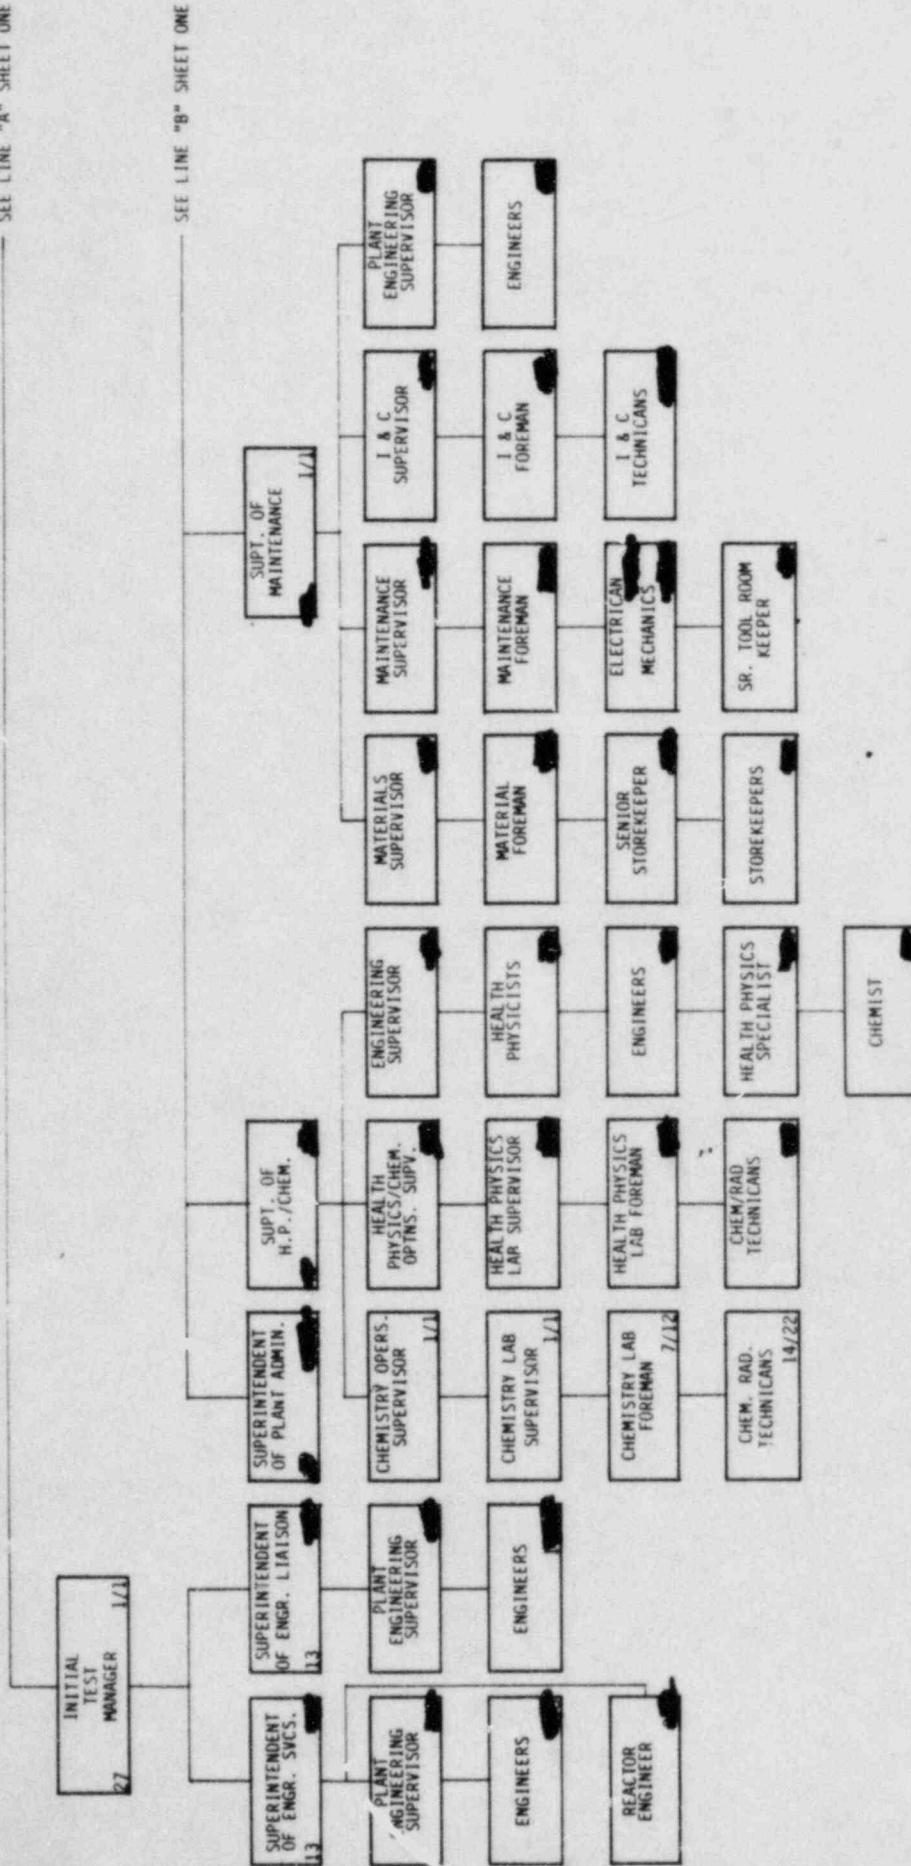 SEE LINE "A" SHEET ONE
SEE LINE "B" SHEET ONE
INITIAL
TEST
MANAGER
27
1/1
SUPERINTENDENT
OF ENGR. SVCS.
13
SUPERINTENDENT
OF ENGR. LIAISON
13
SUPERINTENDENT
OF PLANT ADMIN.
SUPT. OF
H.P./CHEM.
SUPT. OF
MAINTENANCE
1/1
PLANT
ENGINEERING
SUPERVISOR
PLANT
ENGINEERING
SUPERVISOR
CHEMISTRY OPERS.
SUPERVISOR
1/1
HEALTH
PHYSICS/CHEM.
OPTNS. SUPV.
ENGINEERING
SUPERVISOR
MATERIALS
SUPERVISOR
MAINTENANCE
SUPERVISOR
I & C
SUPERVISOR
PLANT
ENGINEERING
SUPERVISOR
ENGINEERS
ENGINEERS
CHEMISTRY LAB
SUPERVISOR
1/1
HEALTH PHYSICS
LAB SUPERVISOR
HEALTH
PHYSICISTS
MATERIAL
FOREMAN
MAINTENANCE
FOREMAN
I & C
FOREMAN
ENGINEERS
REACTOR
ENGINEER
CHEMISTRY LAB
FOREMAN
7/12
HEALTH PHYSICS
LAB FOREMAN
ENGINEERS
SENIOR
STOREKEEPER
ELECTRICAN
MECHANICS
I & C
TECHNICANS
CHEM. RAD.
TECHNICANS
14/22
CHEM/RAD
TECHNICANS
HEALTH PHYSICS
SPECIALIST
STOREKEEPERS
SR. TOOL ROOM
KEEPER
CHEMIST